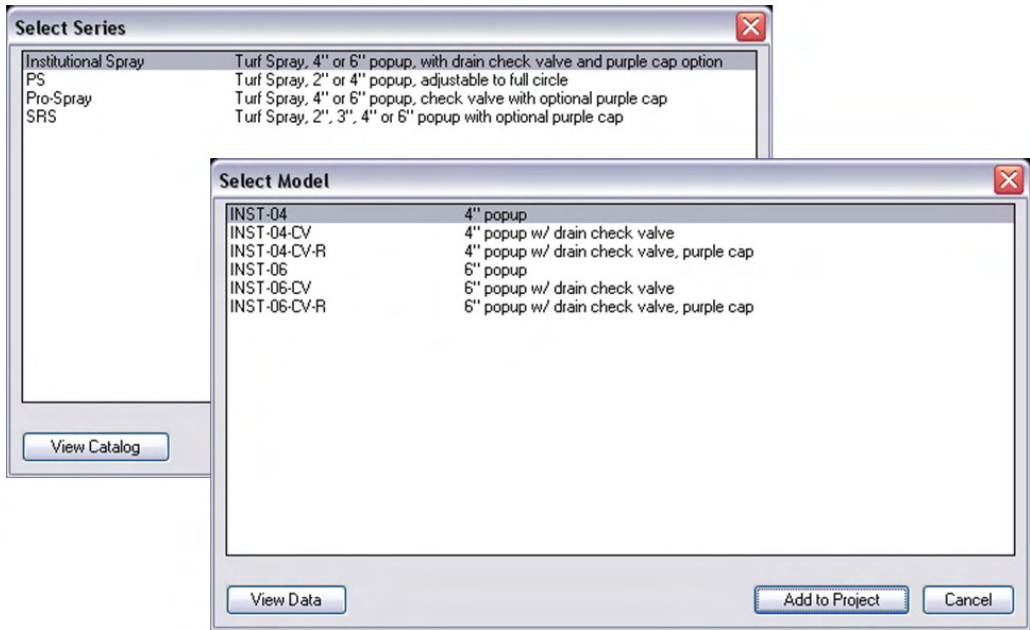 Select Series
Institutional Spray Turf Spray, 4" or 6" popup, with drain check valve and purple cap option
PS Turf Spray, 2" or 4" popup, adjustable to full circle
Pro-Spray Turf Spray, 4" or 6" popup, check valve with optional purple cap
SRS Turf Spray, 2", 3", 4" or 6" popup with optional purple cap
View Catalog
Select Model
INST-04 4" popup
INST-04-CV 4" popup w/ drain check valve
INST-04-CV-R 4" popup w/ drain check valve, purple cap
INST-06 6" popup
INST-06-CV 6" popup w/ drain check valve
INST-06-CV-R 6" popup w/ drain check valve, purple cap
View Data Add to Project Cancel